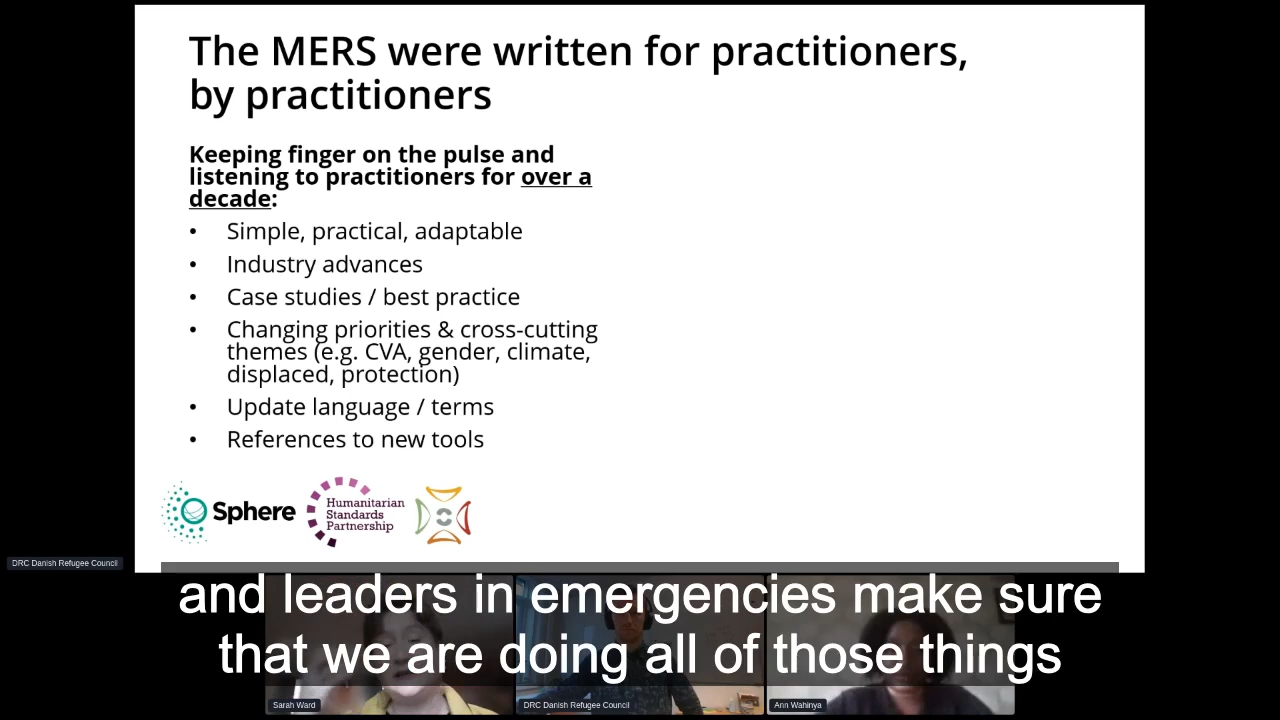 The MERS were written for practitioners,
by practitioners
Keeping finger on the pulse and
listening to practitioners for over a
decade:
• Simple, practical, adaptable
• Industry advances
• Case studies / best practice
• Changing priorities & cross-cutting
themes (e.g. CVA, gender, climate,
displaced, protection)
• Update language / terms
• References to new tools
Sphere
Humanitarian
Standards
Partnership
DRC Danish Refugee Council
and leaders in emergencies make sure
that we are doing all of those things
Sarah Ward
DRC Danish Refugee Council
Ann Wahinya